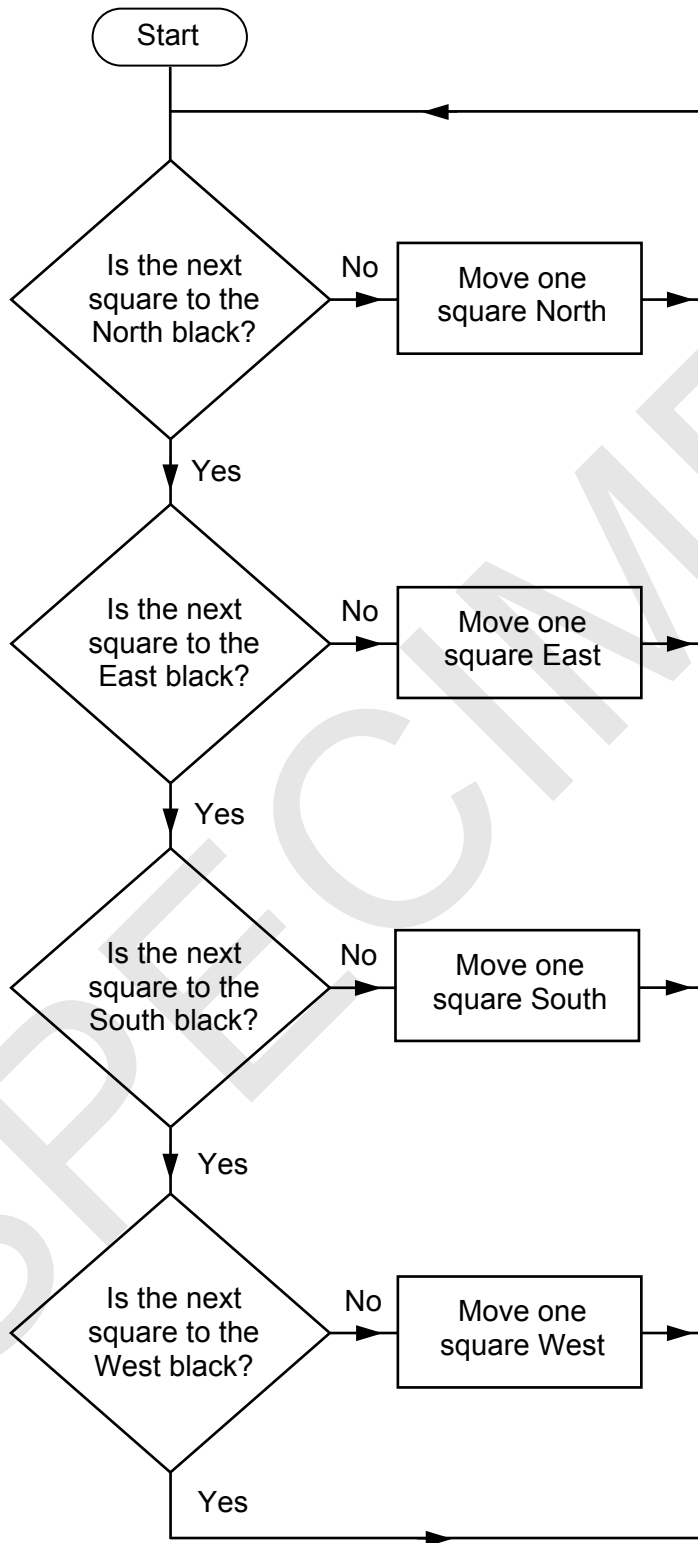 Start
Is the next
square to the
North black?
No
Move one
square North
Yes
Is the next
square to the
East black?
No
Move one
square East
Yes
Is the next
square to the
South black?
No
Move one
square South
Yes
Is the next
square to the
West black?
No
Move one
square West
Yes